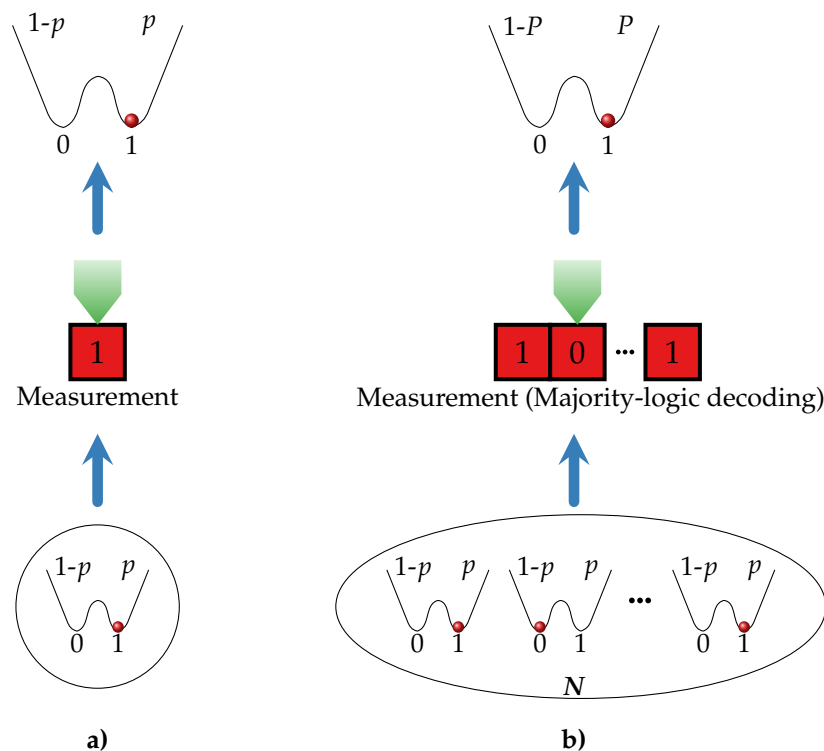 1-p p
0 1
1
Measurement
1-p p
0 1
a)
1-P P
0 1
1 0 ... 1
Measurement (Majority-logic decoding)
1-p p 1-p p ... 1-p p
0 1 0 1 0 1
N
b)